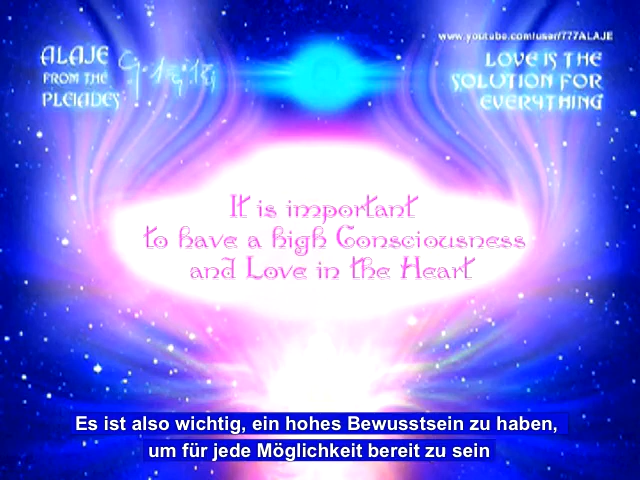 www.youtube.com/user/777ALAJE
ALAJE
FROM THE
PLEIADES
LOVE IS THE
SOLUTION FOR
EVERYTHING
It is important
to have a high Consciousness
and Love in the Heart
Es ist also wichtig, ein hohes Bewusstsein zu haben,
um für jede Möglichkeit bereit zu sein